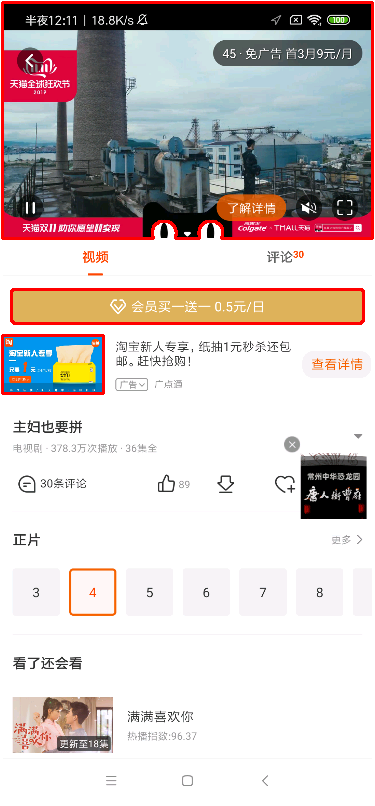 半夜12:11 | 18.8K/s
100
45 · 免广告 首3月9元/月
天猫全球狂欢节
2019
了解详情
天猫双11 助你愿望11实现
Colgate × TMALL天猫
视频
评论30
会员买一送一 0.5元/日
淘宝新人专享
淘宝新人专享，纸抽1元秒杀还包
邮。赶快抢购！
广告 广点通
查看详情
主妇也要拼
电视剧 · 378.3万次播放 · 36集全
30条评论
89
常州中华恐龙园
唐人街曹府
正片
更多
3
4
5
6
7
8
看了还会看
满满喜欢你
更新至18集
满满喜欢你
热播指数:96.37